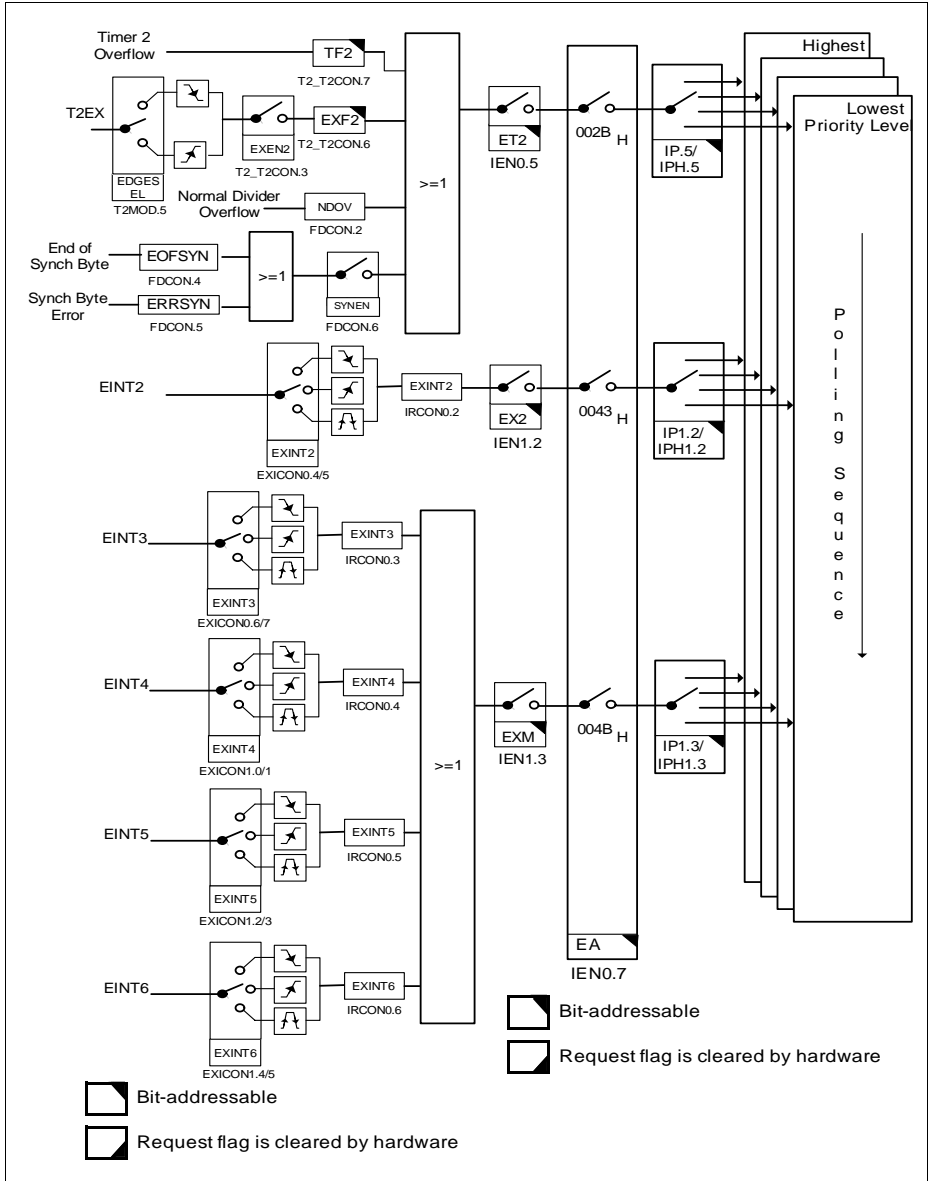 Timer 2
Overflow
TF2
T2_T2CON.7
T2EX
EDGES
EL
T2MOD.5
EXEN2
T2_T2CON.3
EXF2
T2_T2CON.6
Normal Divider
Overflow
NDOV
FDCON.2
End of
Synch Byte
EOFSYN
FDCON.4
Synch Byte
Error
ERRSYN
FDCON.5
>=1
SYNEN
FDCON.6
>=1
ET2
IEN0.5
002B H
IP.5/
IPH.5
Highest
Lowest
Priority Level
Polling Sequence
EINT2
EXINT2
EXICON0.4/5
EXINT2
IRCON0.2
EX2
IEN1.2
0043 H
IP1.2/
IPH1.2
EINT3
EXINT3
EXICON0.6/7
EXINT3
IRCON0.3
EINT4
EXINT4
EXICON1.0/1
EXINT4
IRCON0.4
>=1
EXM
IEN1.3
004B H
IP1.3/
IPH1.3
EINT5
EXINT5
EXICON1.2/3
EXINT5
IRCON0.5
EINT6
EXINT6
EXICON1.4/5
EXINT6
IRCON0.6
EA
IEN0.7
Bit-addressable
Request flag is cleared by hardware
Bit-addressable
Request flag is cleared by hardware